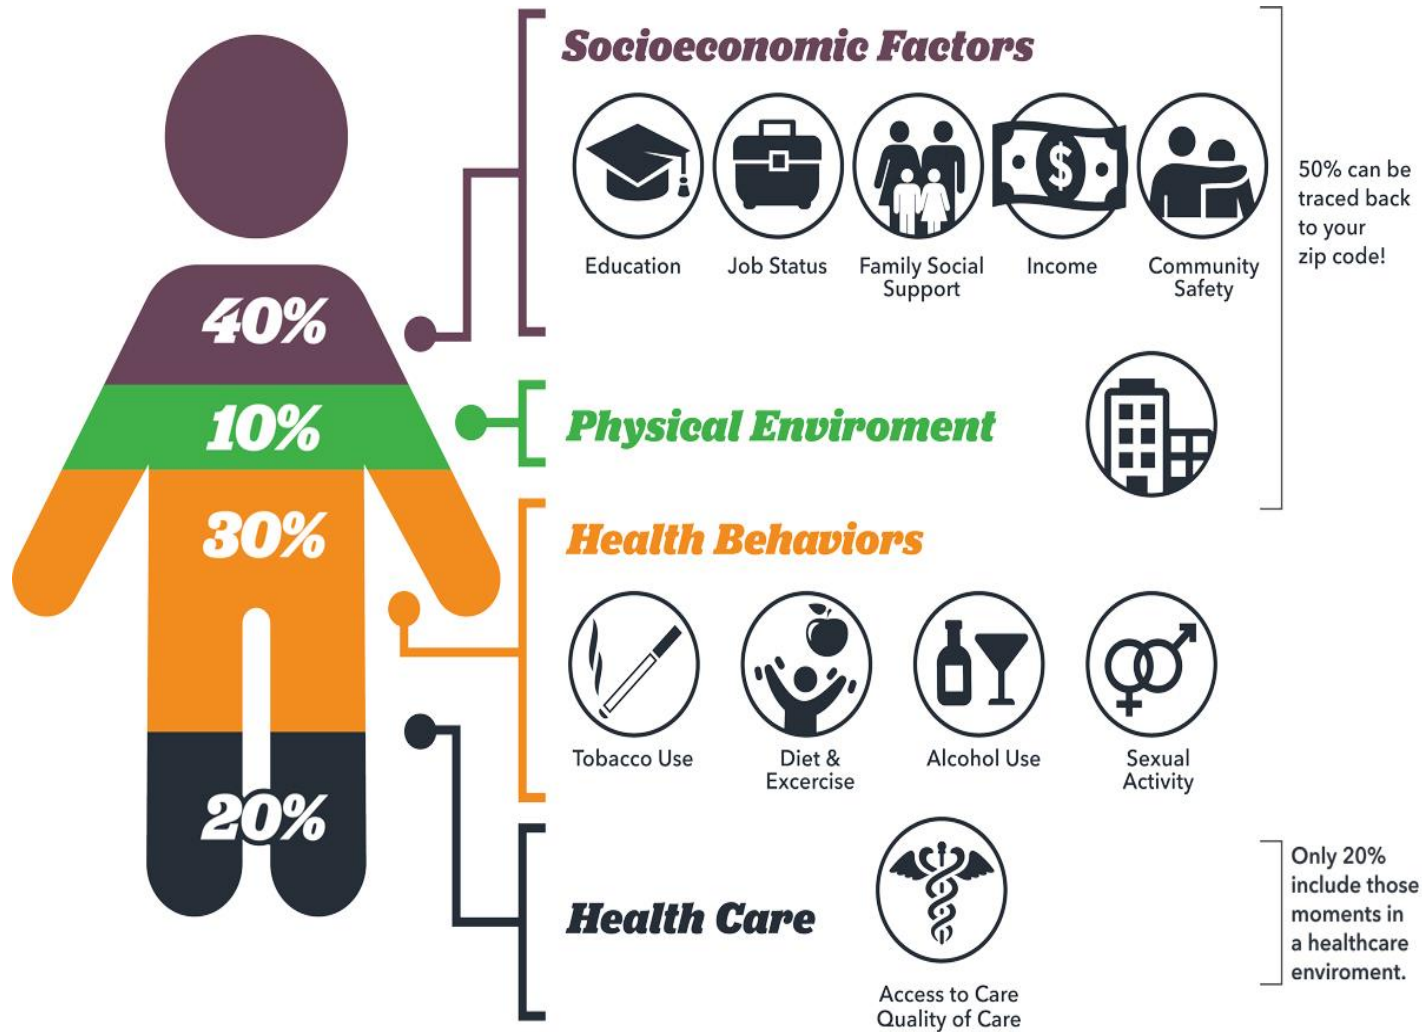 Socioeconomic Factors
Education
Job Status
Family Social
Support
Income
Community
Safety
50% can be
traced back
to your
zip code!
40%
10%
Physical Enviroment
30%
Health Behaviors
Tobacco Use
Diet &
Excercise
Alcohol Use
Sexual
Activity
20%
Health Care
Access to Care
Quality of Care
Only 20%
include those
moments in
a healthcare
enviroment.
$